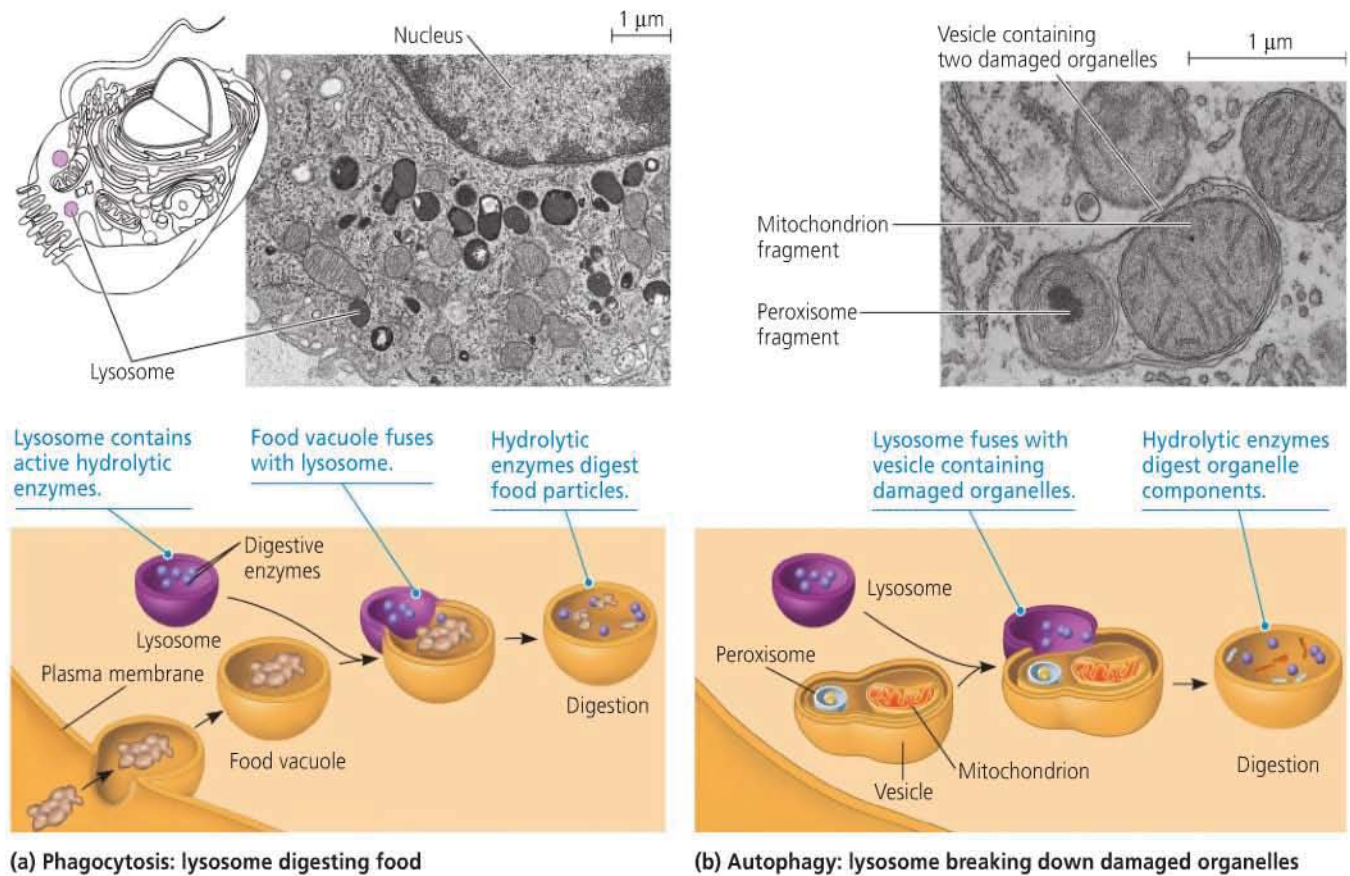 Nucleus
1 μm
Lysosome
Vesicle containing
two damaged organelles
1 μm
Mitochondrion
fragment
Peroxisome
fragment
Lysosome contains
active hydrolytic
enzymes.
Food vacuole fuses
with lysosome.
Hydrolytic
enzymes digest
food particles.
Digestive
enzymes
Lysosome
Plasma membrane
Food vacuole
Digestion
(a) Phagocytosis: lysosome digesting food
Lysosome fuses with
vesicle containing
damaged organelles.
Hydrolytic enzymes
digest organelle
components.
Lysosome
Peroxisome
Mitochondrion
Vesicle
Digestion
(b) Autophagy: lysosome breaking down damaged organelles